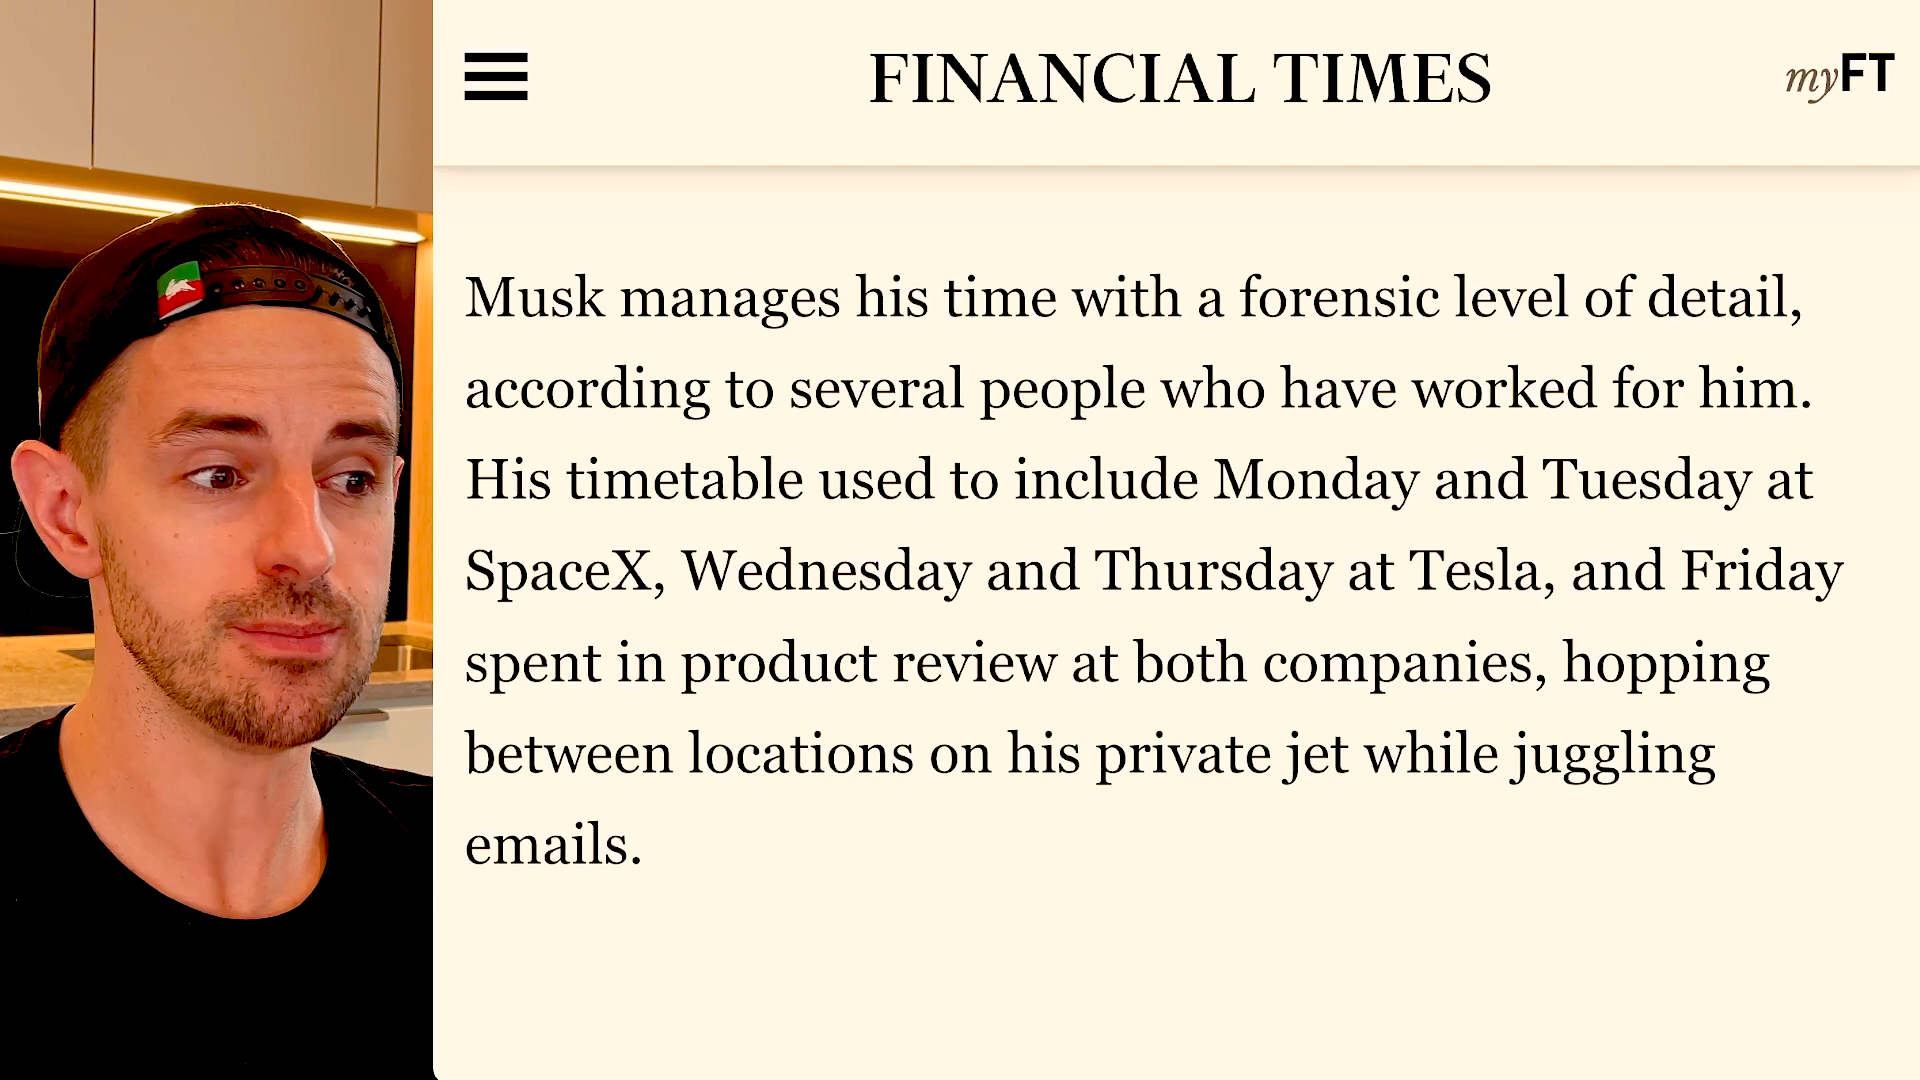 FINANCIAL TIMES
myFT
Musk manages his time with a forensic level of detail,
according to several people who have worked for him.
His timetable used to include Monday and Tuesday at
SpaceX, Wednesday and Thursday at Tesla, and Friday
spent in product review at both companies, hopping
between locations on his private jet while juggling
emails.